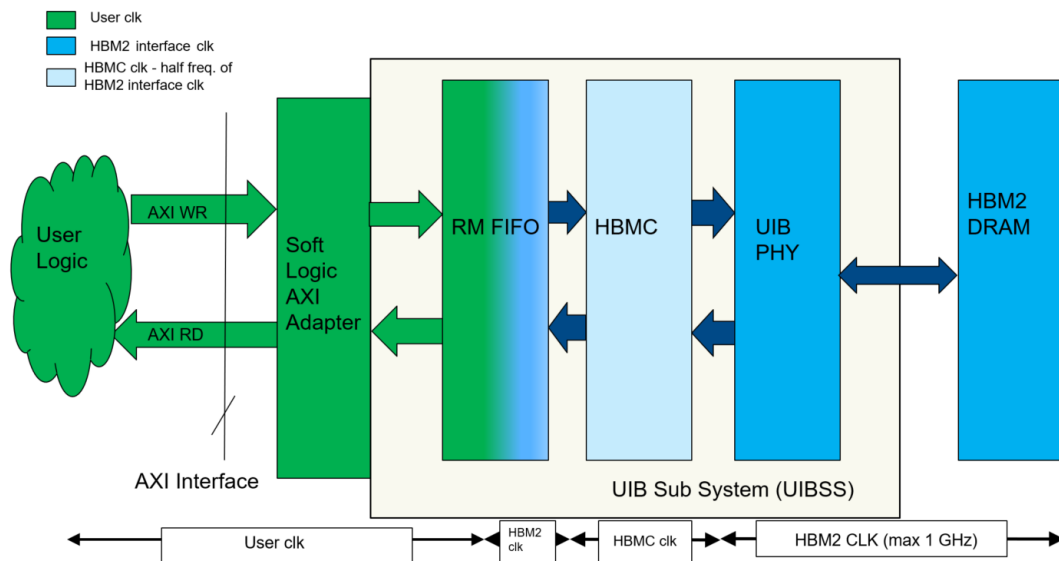 User clk
HBM2 interface clk
HBMC clk - half freq. of
HBM2 interface clk
User
Logic
AXI WR
AXI RD
AXI Interface
Soft
Logic
AXI
Adapter
RM FIFO
HBMC
UIB
PHY
HBM2
DRAM
UIB Sub System (UIBSS)
User clk
HBM2
clk
HBMC clk
HBM2 CLK (max 1 GHz)